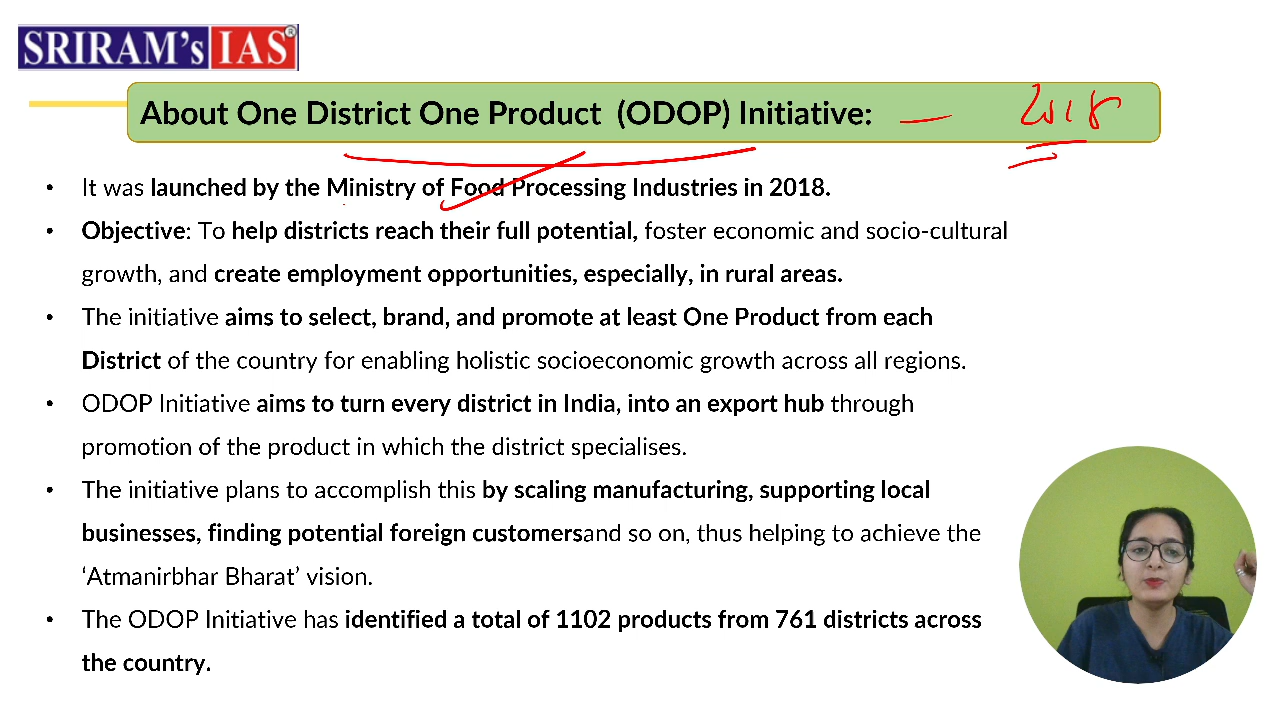 SRIRAM's IAS®
About One District One Product (ODOP) Initiative: — 2018
• It was launched by the Ministry of Food Processing Industries in 2018.
• Objective: To help districts reach their full potential, foster economic and socio-cultural
growth, and create employment opportunities, especially, in rural areas.
• The initiative aims to select, brand, and promote at least One Product from each
District of the country for enabling holistic socioeconomic growth across all regions.
• ODOP Initiative aims to turn every district in India, into an export hub through
promotion of the product in which the district specialises.
• The initiative plans to accomplish this by scaling manufacturing, supporting local
businesses, finding potential foreign customersand so on, thus helping to achieve the
‘Atmanirbhar Bharat’ vision.
• The ODOP Initiative has identified a total of 1102 products from 761 districts across
the country.